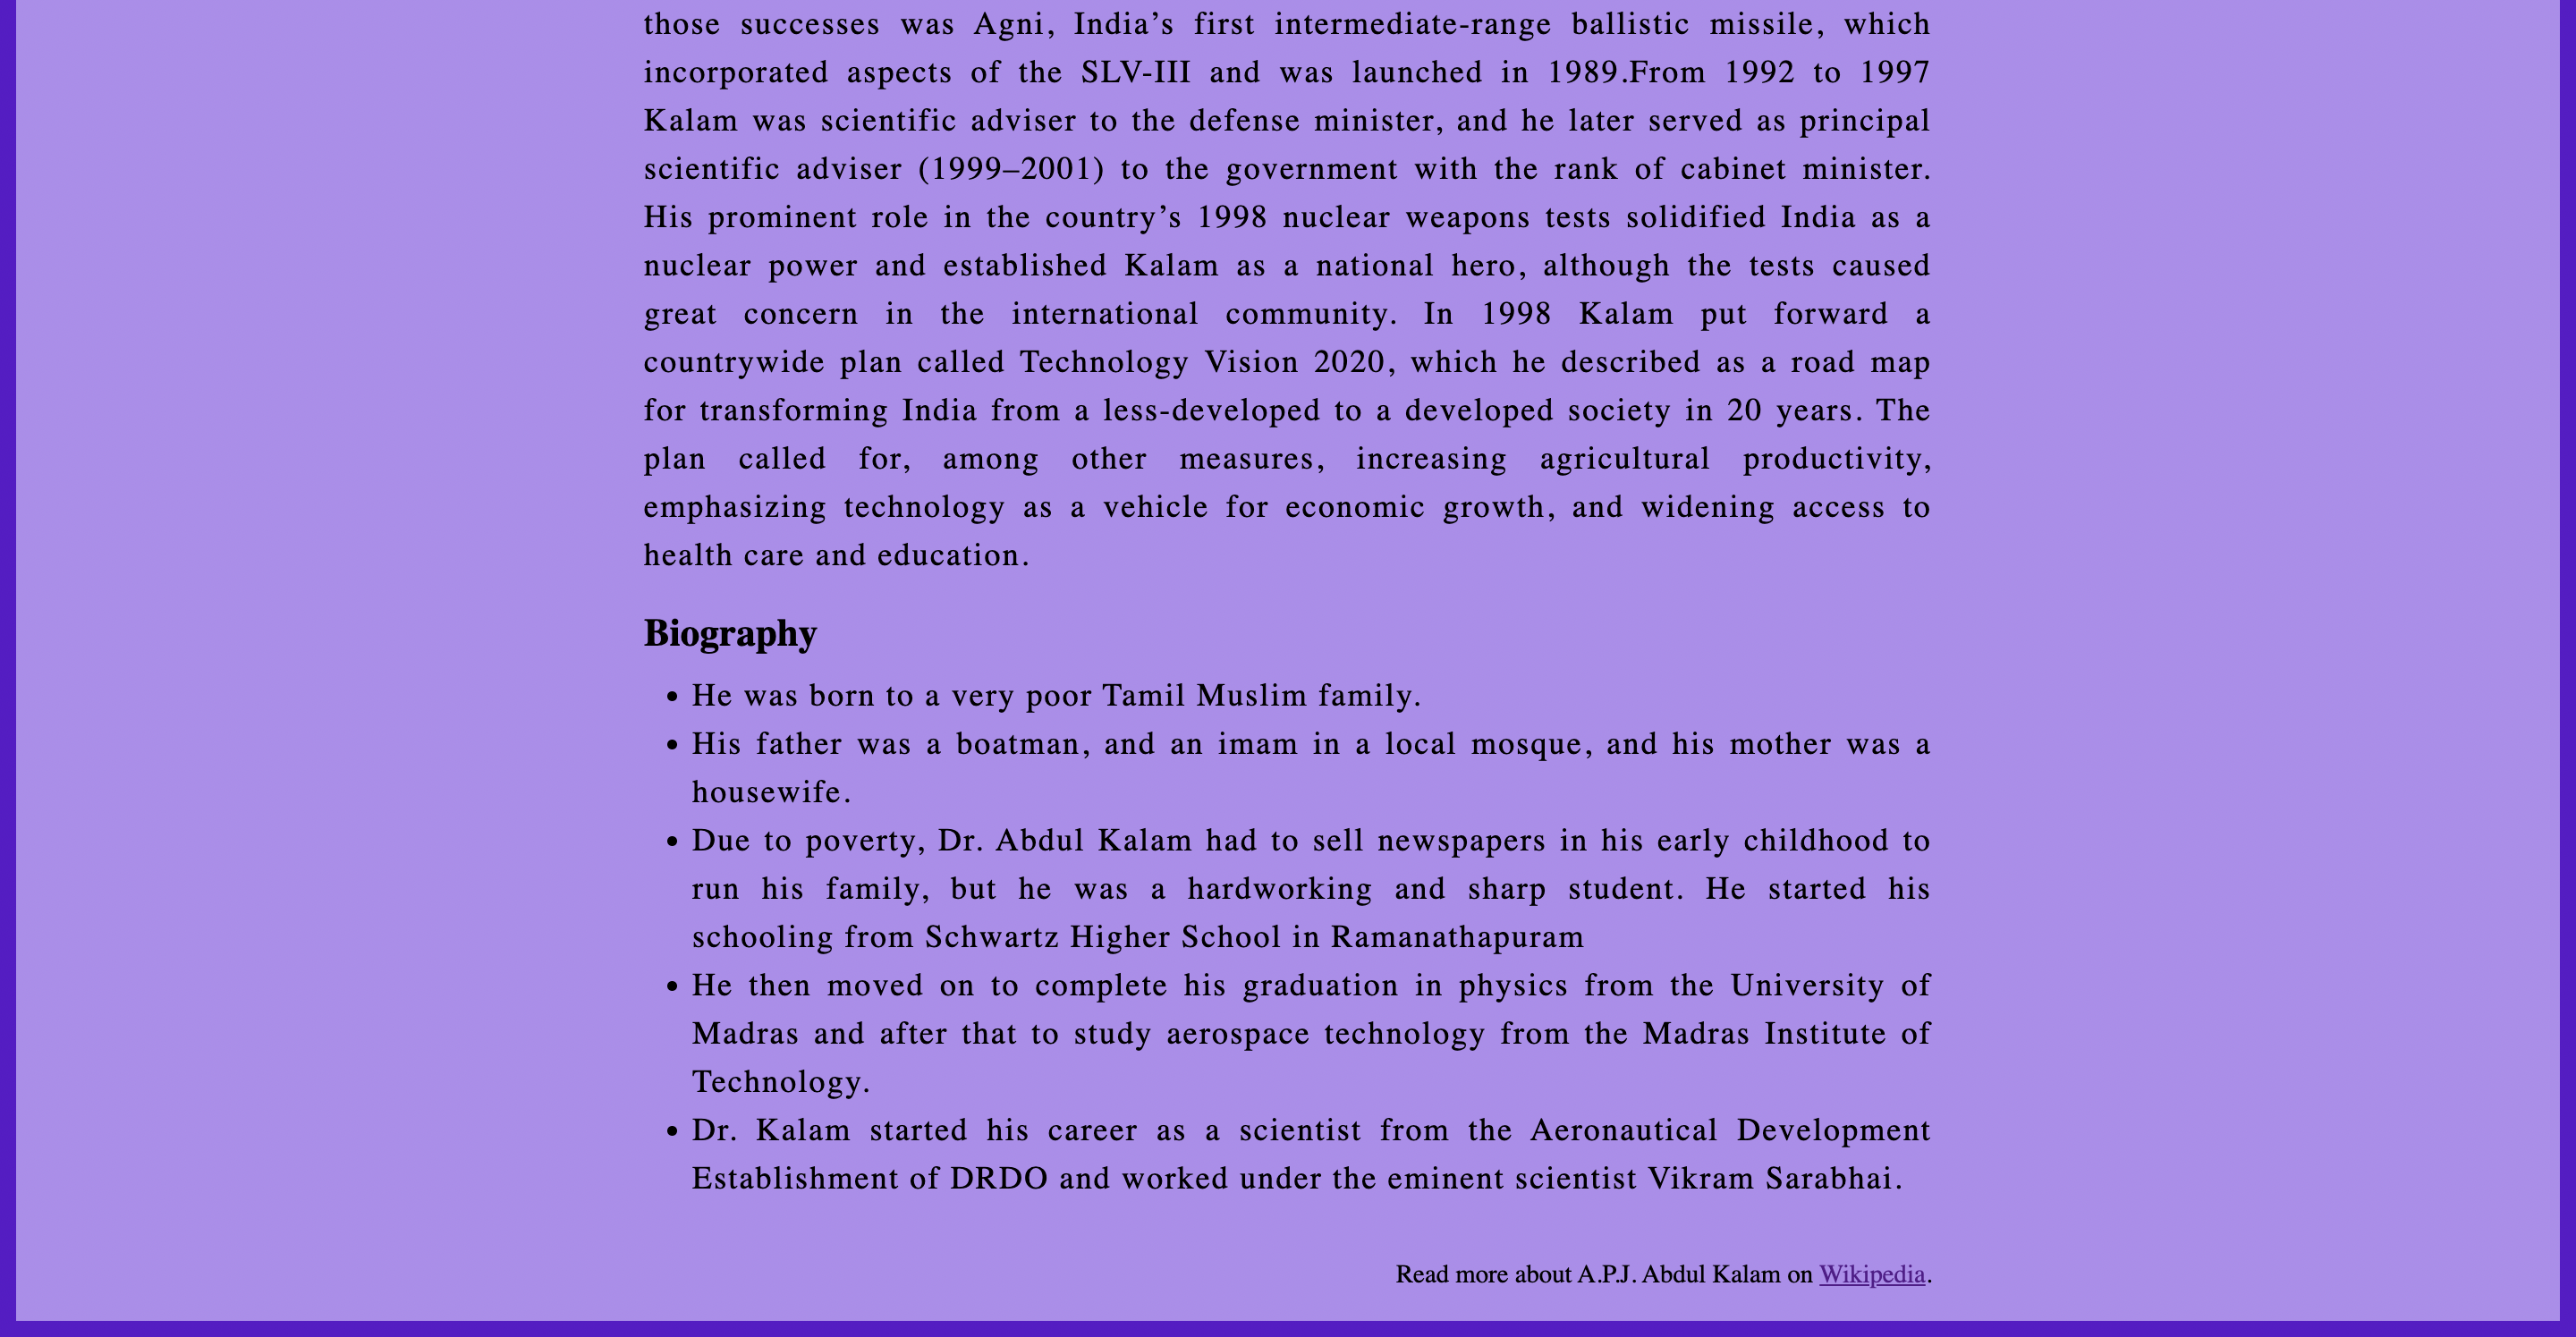 those successes was Agni, India’s first intermediate-range ballistic missile, which
incorporated aspects of the SLV-III and was launched in 1989.From 1992 to 1997
Kalam was scientific adviser to the defense minister, and he later served as principal
scientific adviser (1999–2001) to the government with the rank of cabinet minister.
His prominent role in the country’s 1998 nuclear weapons tests solidified India as a
nuclear power and established Kalam as a national hero, although the tests caused
great concern in the international community. In 1998 Kalam put forward a
countrywide plan called Technology Vision 2020, which he described as a road map
for transforming India from a less-developed to a developed society in 20 years. The
plan called for, among other measures, increasing agricultural productivity,
emphasizing technology as a vehicle for economic growth, and widening access to
health care and education.
Biography
• He was born to a very poor Tamil Muslim family.
• His father was a boatman, and an imam in a local mosque, and his mother was a
housewife.
• Due to poverty, Dr. Abdul Kalam had to sell newspapers in his early childhood to
run his family, but he was a hardworking and sharp student. He started his
schooling from Schwartz Higher School in Ramanathapuram
• He then moved on to complete his graduation in physics from the University of
Madras and after that to study aerospace technology from the Madras Institute of
Technology.
• Dr. Kalam started his career as a scientist from the Aeronautical Development
Establishment of DRDO and worked under the eminent scientist Vikram Sarabhai.
Read more about A.P.J. Abdul Kalam on Wikipedia.